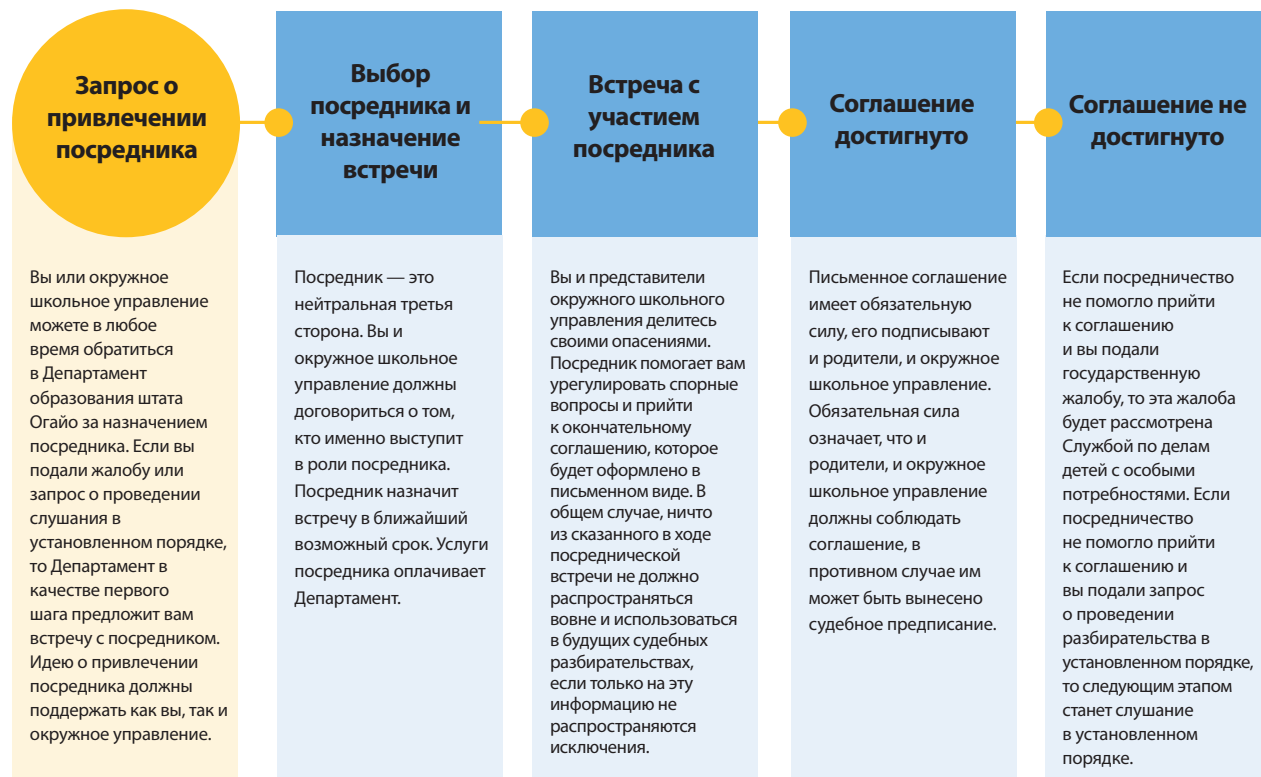 Запрос о
привлечении
посредника
Вы или окружное
школьное управление
можете в любое
время обратиться
в Департамент
образования штата
Огайо за назначением
посредника. Если вы
подали жалобу или
запрос о проведении
слушания в
установленном порядке,
то Департамент в
качестве первого
шага предложит вам
встречу с посредником.
Идею о привлечении
посредника должны
поддержать как вы, так и
окружное управление.
Выбор
посредника и
назначение
встречи
Посредник — это
нейтральная третья
сторона. Вы и
окружное школьное
управление должны
договориться о том,
кто именно выступит
в роли посредника.
Посредник назначит
встречу в ближайший
возможный срок. Услуги
посредника оплачивает
Департамент.
Встреча с
участием
посредника
Вы и представители
окружного школьного
управления делитесь
своими опасениями.
Посредник помогает вам
урегулировать спорные
вопросы и прийти
к окончательному
соглашению, которое
будет оформлено в
письменном виде. В
общем случае, ничто
из сказанного в ходе
посреднической
встречи не должно
распространяться
вовне и использоваться
в будущих судебных
разбирательствах,
если только на эту
информацию не
распространяются
исключения.
Соглашение
достигнуто
Письменное соглашение
имеет обязательную
силу, его подписывают
и родители, и окружное
школьное управление.
Обязательная сила
означает, что и
родители, и окружное
школьное управление
должны соблюдать
соглашение, в
противном случае им
может быть вынесено
судебное предписание.
Соглашение не
достигнуто
Если посредничество
не помогло прийти
к соглашению
и вы подали
государственную
жалобу, то эта жалоба
будет рассмотрена
Службой по делам
детей с особыми
потребностями. Если
посредничество
не помогло прийти
к соглашению и
вы подали запрос
о проведении
разбирательства в
установленном порядке,
то следующим этапом
станет слушание
в установленном
порядке.